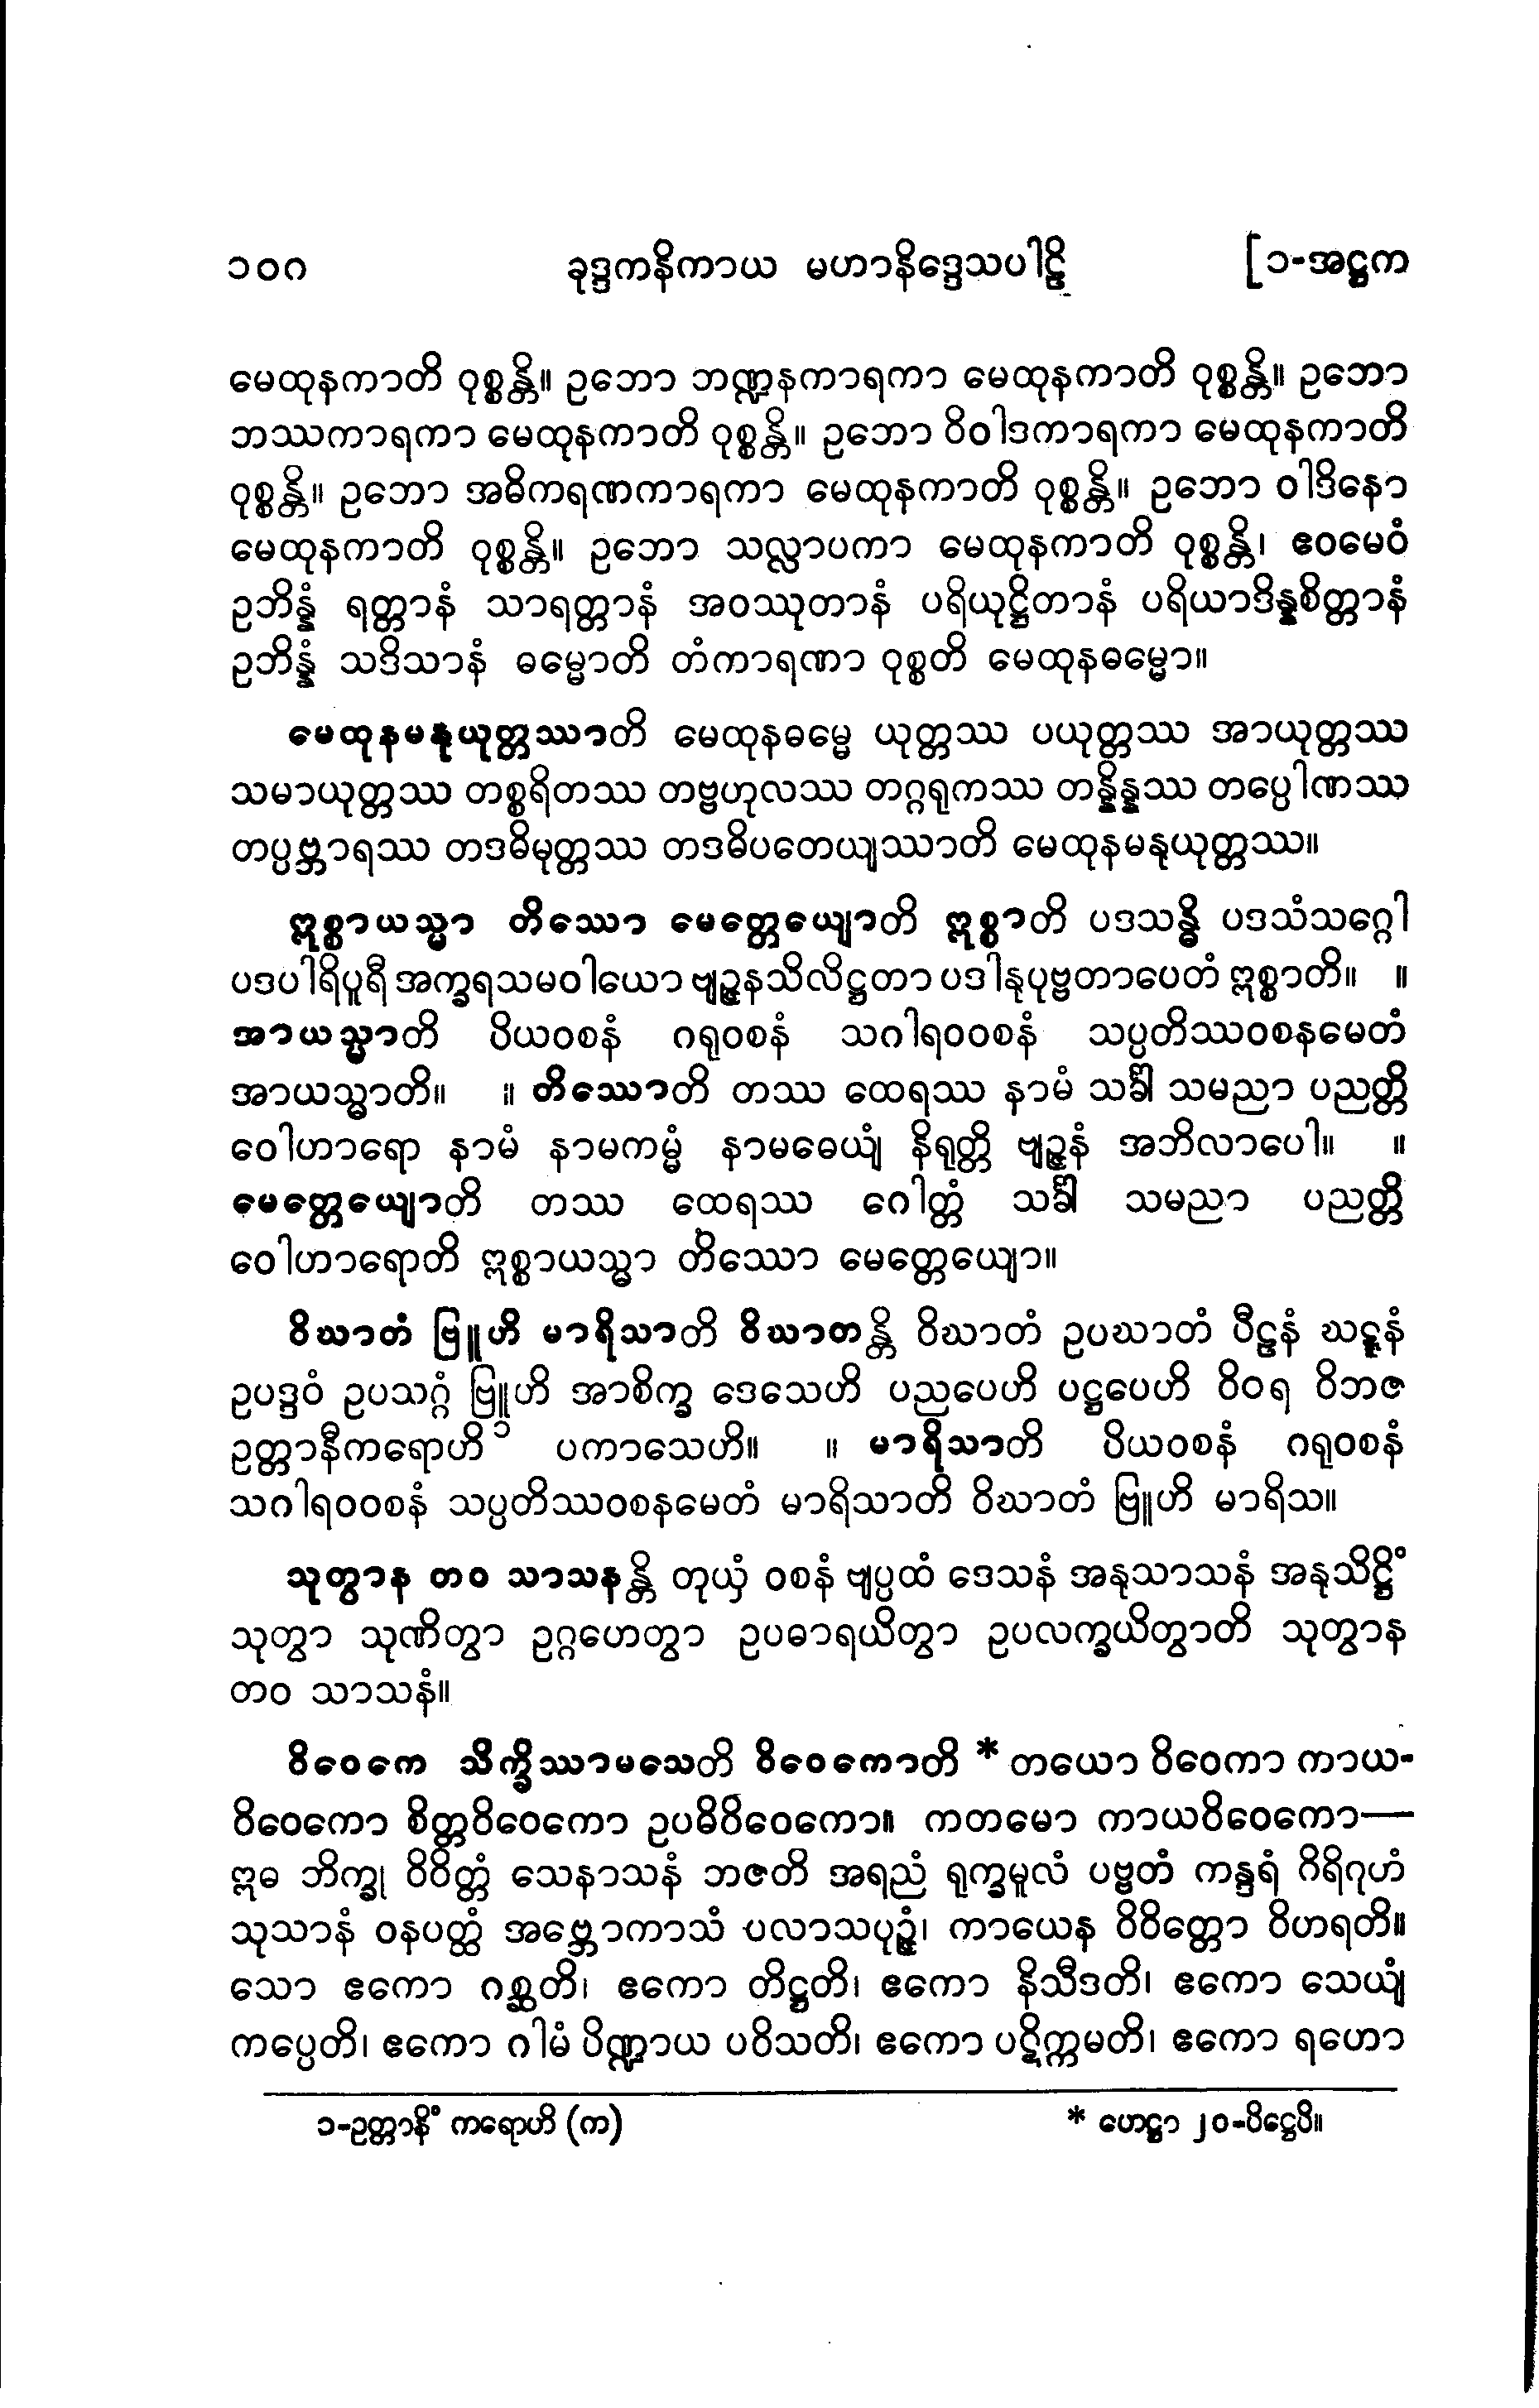 ၁၀ဂ ခုဒ္ဒကနိကာယ မဟာနိဒ္ဒေသပါဠိ [၁-အဋ္ဌက
မေထုနကာတိ ဝုစ္စန္တိ။ ဥဘော ဘဏ္ဍနကာရကာ မေထုနကာတိ ဝုစ္စန္တိ။ ဥဘော
ဘဿကာရကာ မေထုနကာတိ ဝုစ္စန္တိ။ ဥဘော ဝိဝါဒကာရကာ မေထုနကာတိ
ဝုစ္စန္တိ။ ဥဘော အဓိကရဏကာရကာ မေထုနကာတိ ဝုစ္စန္တိ။ ဥဘော ဝါဒိနော
မေထုနကာတိ ဝုစ္စန္တိ။ ဥဘော သလ္လာပကာ မေထုနကာတိ ဝုစ္စန္တိ၊ ဧဝမေဝံ
ဥဘိန္နံ ရတ္တာနံ သာရတ္တာနံ အဝဿုတာနံ ပရိယုဋ္ဌိတာနံ ပရိယာဒိန္နစိတ္တာနံ
ဥဘိန္နံ သဒိသာနံ ဓမ္မောတိ တံကာရဏာ ဝုစ္စတိ မေထုနဓမ္မော။
မေထုနမနုယုတ္တဿာတိ မေထုနဓမ္မေ ယုတ္တဿ ပယုတ္တဿ အာယုတ္တဿ
သမာယုတ္တဿ တစ္စရိတဿ တဗ္ဗဟုလဿ တဂ္ဂရုကဿ တန္နိန္နဿ တပ္ပေါဏဿ
တပ္ပဗ္ဘာရဿ တဒဓိမုတ္တဿ တဒဓိပတေယျဿာတိ မေထုနမနုယုတ္တဿ။
ဣစ္စာယသ္မာ တိဿော မေတ္တေယျောတိ ဣစ္စာတိ ပဒသန္ဓိ ပဒသံသဂ္ဂေါ
ပဒပါရိပူရီ အက္ခရသမဝါယော ဗျဉ္ဇနသိလိဋ္ဌတာ ပဒါနုပုဗ္ဗတာပေတံ ဣစ္စာတိ။ ။
အာယသ္မာတိ ပိယဝစနံ ဂရုဝစနံ သဂါရဝဝစနံ သပ္ပတိဿဝစနမေတံ
အာယသ္မာတိ။ ။ တိဿောတိ တဿ ထေရဿ နာမံ သင်္ခါ သမညာ ပညတ္တိ
ဝေါဟာရော နာမံ နာမကမ္မံ နာမဓေယျံ နိရုတ္တိ ဗျဉ္ဇနံ အဘိလာပေါ။ ။
မေတ္တေယျောတိ တဿ ထေရဿ ဂေါတ္တံ သင်္ခါ သမညာ ပညတ္တိ
ဝေါဟာရောတိ ဣစ္စာယသ္မာ တိဿော မေတ္တေယျော။
ဝိဃာတံ ဗြူဟိ မာရိသာတိ ဝိဃာတန္တိ ဝိဃာတံ ဥပဃာတံ ပီဠနံ ဃဋ္ဋနံ
ဥပဒ္ဒဝံ ဥပသဂ္ဂံ ဗြူဟိ အာစိက္ခ ဒေသေဟိ ပညပေဟိ ပဋ္ဌပေဟိ ဝိဝရ ဝိဘဇ
ဥတ္တာနီကရောဟိ ၁ ပကာသေဟိ။ ။ မာရိသာတိ ပိယဝစနံ ဂရုဝစနံ
သဂါရဝဝစနံ သပ္ပတိဿဝစနမေတံ မာရိသာတိ ဝိဃာတံ ဗြူဟိ မာရိသ။
သုတွာန တဝ သာသနန္တိ တုယှံ ဝစနံ ဗျပ္ပထံ ဒေသနံ အနုသာသနံ အနုသိဋ္ဌိံ
သုတွာ သုဏိတွာ ဥဂ္ဂဟေတွာ ဥပဓာရယိတွာ ဥပလက္ခယိတွာတိ သုတွာန
တဝ သာသနံ။
ဝိဝေကေ သိက္ခိဿာမသေတိ ဝိဝေကောတိ * တယော ဝိဝေကာ ကာယ-
ဝိဝေကော စိတ္တဝိဝေကော ဥပဓိဝိဝေကော။ ကတမော ကာယဝိဝေကော—
ဣဓ ဘိက္ခု ဝိဝိတ္တံ သေနာသနံ ဘဇတိ အရညံ ရုက္ခမူလံ ပဗ္ဗတံ ကန္ဒရံ ဂိရိဂုဟံ
သုသာနံ ဝနပတ္ထံ အဗ္ဘောကာသံ ပလာလပုဉ္ဇံ၊ ကာယေန ဝိဝိတ္တော ဝိဟရတိ။
သော ဧကော ဂစ္ဆတိ၊ ဧကော တိဋ္ဌတိ၊ ဧကော နိသီဒတိ၊ ဧကော သေယျံ
ကပ္ပေတိ၊ ဧကော ဂါမံ ပိဏ္ဍာယ ပဝိသတိ၊ ဧကော ပဋိက္ကမတိ၊ ဧကော ရဟော
၁-ဥတ္တာနိံ ကရောဟိ (က) * ဟေဋ္ဌာ ၂၀-ပိဋ္ဌေပိ။